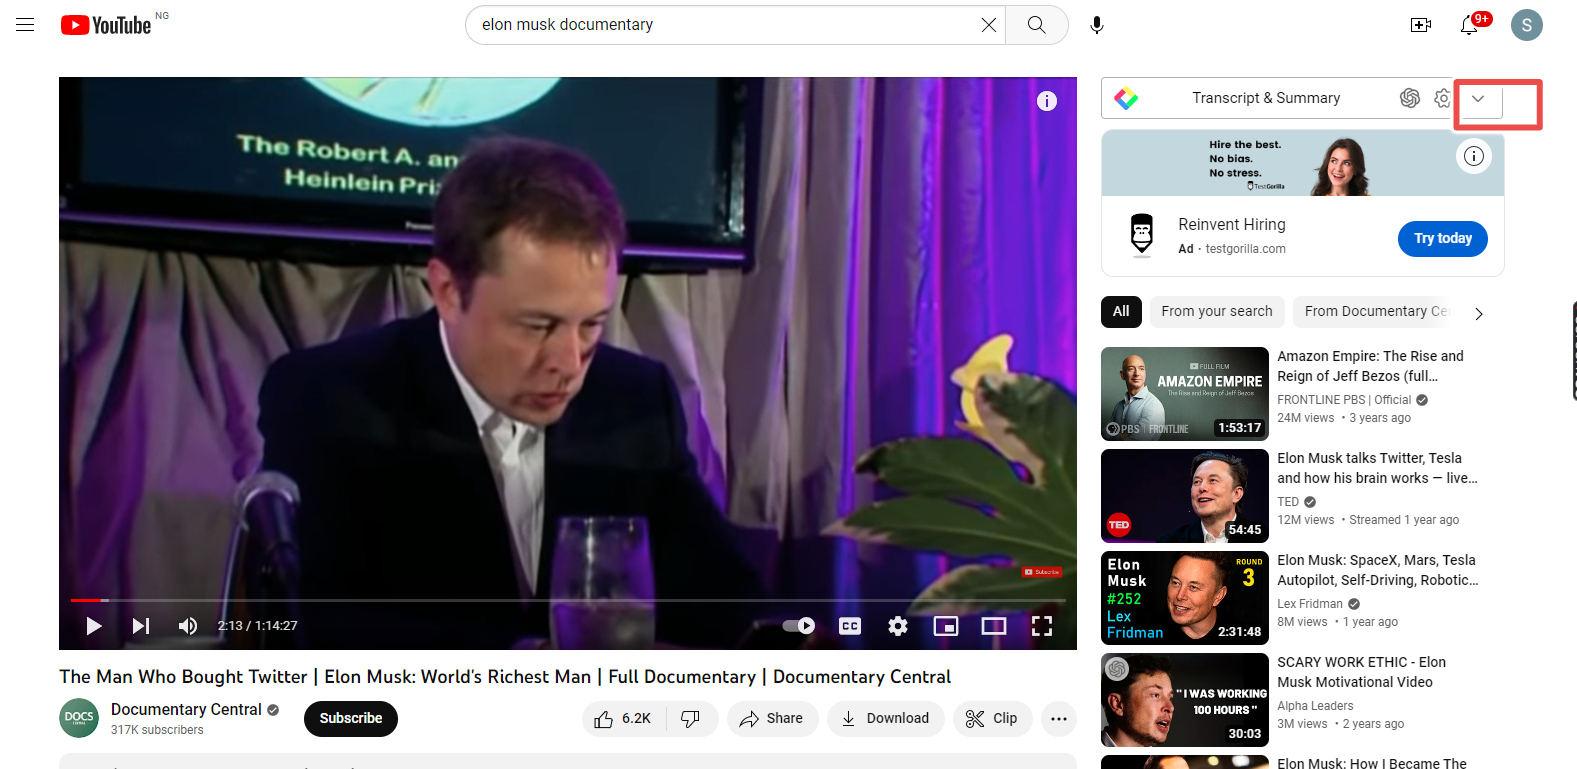 YouTube NG
elon musk documentary
9+
S
The Robert A. an
Heinlein Pri
Subscribe
2:13 / 1:14:27
CC
The Man Who Bought Twitter | Elon Musk: World's Richest Man | Full Documentary | Documentary Central
DOCS
CENTRAL
Documentary Central
317K subscribers
Subscribe
6.2K
Share
Download
Clip
Transcript & Summary
Hire the best.
No bias.
No stress.
TestGorilla
Reinvent Hiring
Ad · testgorilla.com
Try today
All
From your search
From Documentary Ce
FULL FILM
AMAZON EMPIRE
The Rise and Reign of Jeff Bezos
PBS | FRONTLINE
1:53:17
Amazon Empire: The Rise and
Reign of Jeff Bezos (full...
FRONTLINE PBS | Official
24M views • 3 years ago
TED
54:45
Elon Musk talks Twitter, Tesla
and how his brain works — live...
TED
12M views • Streamed 1 year ago
Elon
Musk
#252
Lex
Fridman
ROUND
3
2:31:48
Elon Musk: SpaceX, Mars, Tesla
Autopilot, Self-Driving, Robotic...
Lex Fridman
8M views • 1 year ago
"I WAS WORKING
100 HOURS"
30:03
SCARY WORK ETHIC - Elon
Musk Motivational Video
Alpha Leaders
3M views • 2 years ago
Elon Musk: How I Became The